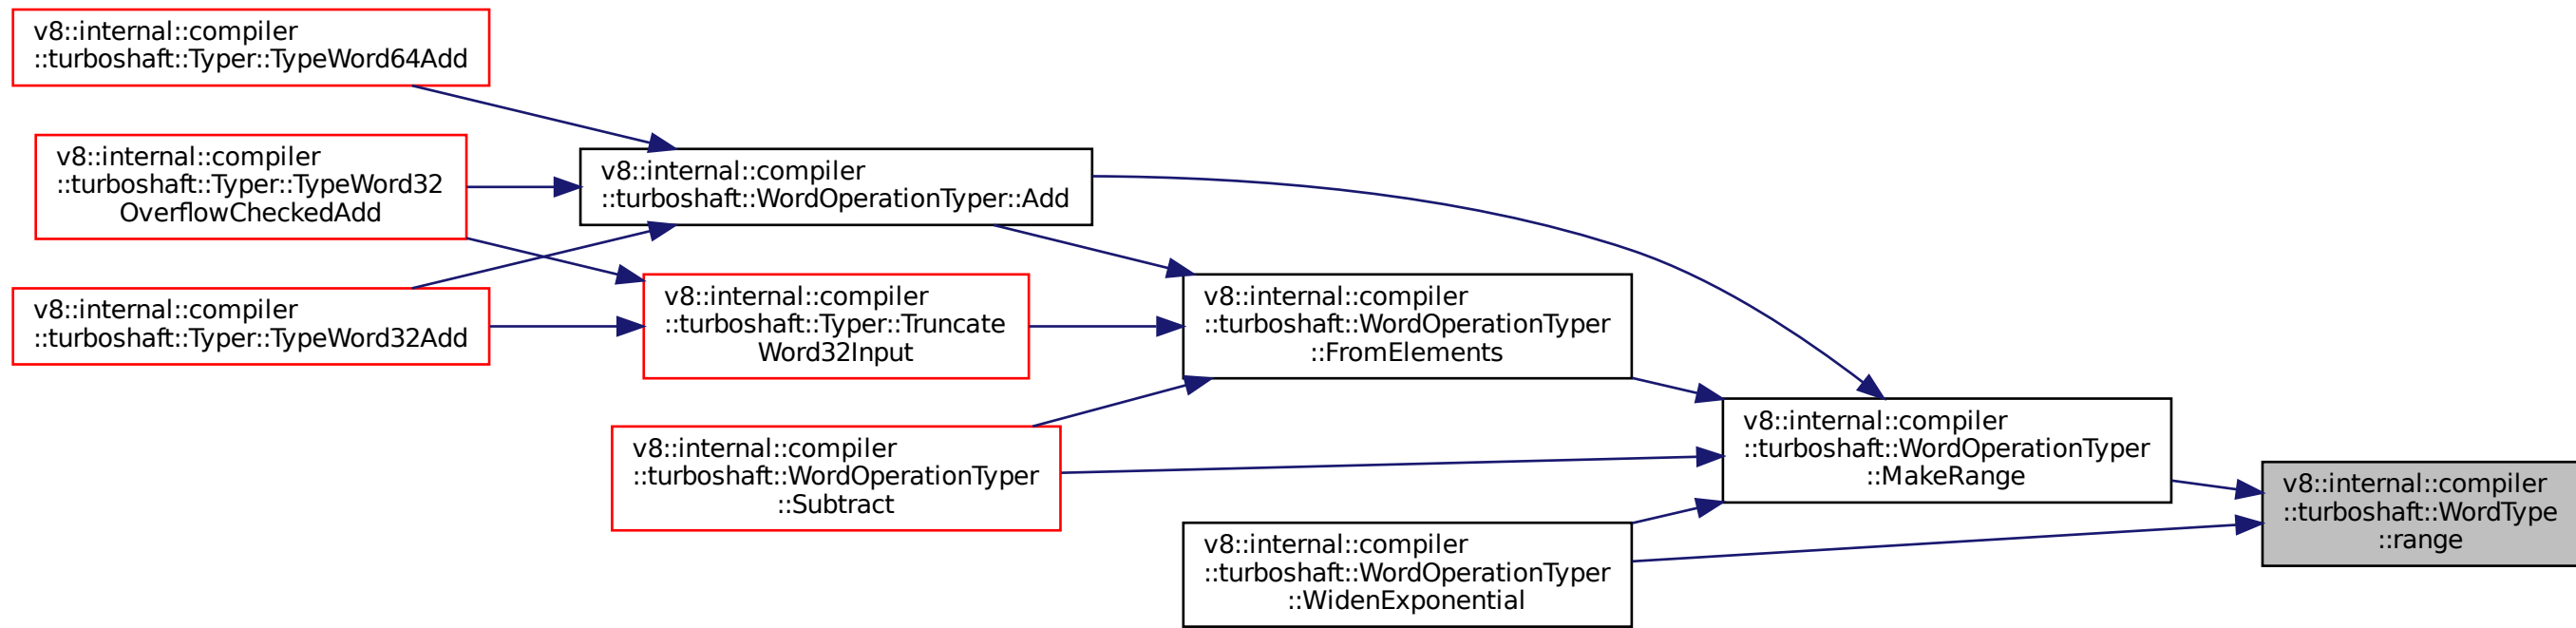 v8::internal::compiler
::turboshaft::Typer::TypeWord64Add
v8::internal::compiler
::turboshaft::Typer::TypeWord32
OverflowCheckedAdd
v8::internal::compiler
::turboshaft::Typer::TypeWord32Add
v8::internal::compiler
::turboshaft::WordOperationTyper::Add
v8::internal::compiler
::turboshaft::Typer::Truncate
Word32Input
v8::internal::compiler
::turboshaft::WordOperationTyper
::Subtract
v8::internal::compiler
::turboshaft::WordOperationTyper
::FromElements
v8::internal::compiler
::turboshaft::WordOperationTyper
::WidenExponential
v8::internal::compiler
::turboshaft::WordOperationTyper
::MakeRange
v8::internal::compiler
::turboshaft::WordType
::range